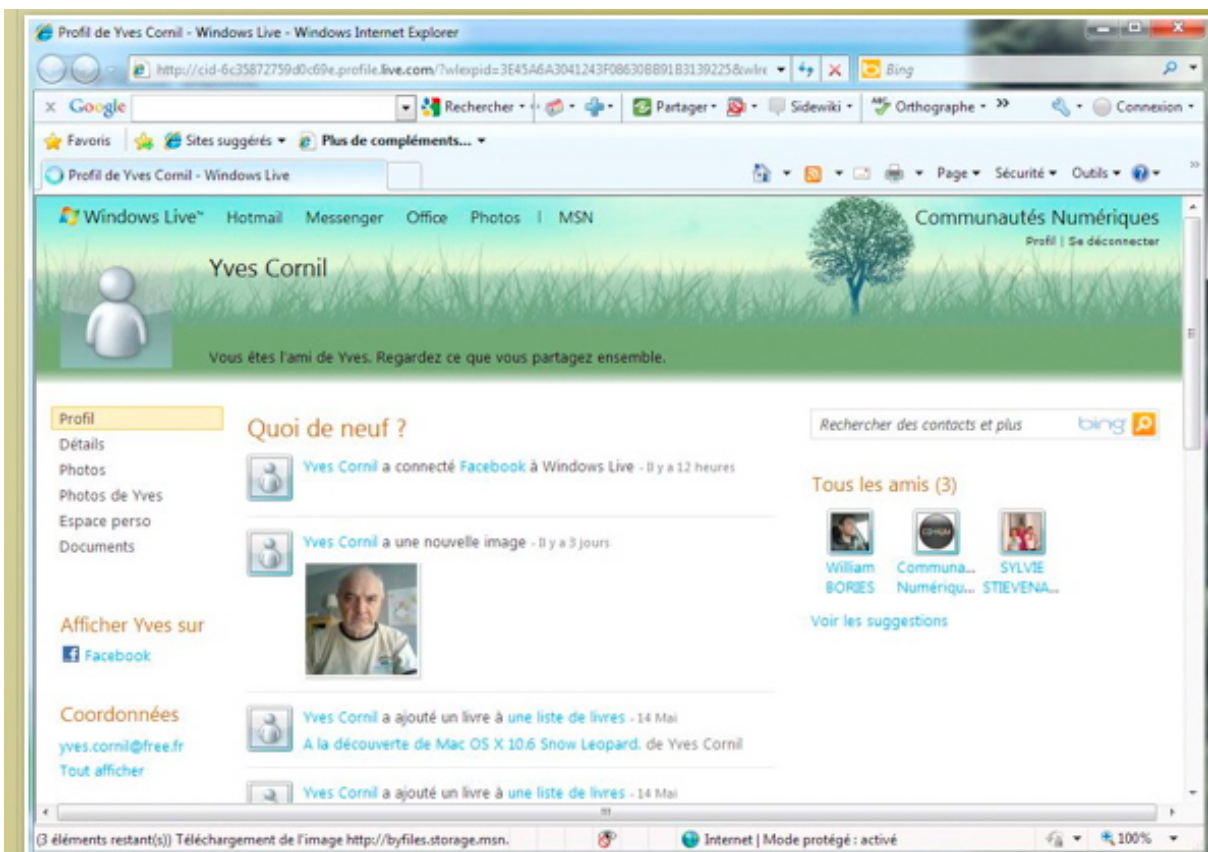 Profil de Yves Cornil - Windows Live - Windows Internet Explorer
http://cid-6c35872759d0c69e.profile.live.com/?wlexpid=3E45A6A3041243F08630BB91B3139225&wlre
Bing
x Google Rechercher Partager Sidewiki Orthographe » Connexion
Favoris Sites suggérés Plus de compléments...
Profil de Yves Cornil - Windows Live Page Sécurité Outils »
Windows Live™ Hotmail Messenger Office Photos | MSN Communautés Numériques
Profil | Se déconnecter
Yves Cornil
Vous êtes l'ami de Yves. Regardez ce que vous partagez ensemble.
Profil
Détails
Photos
Photos de Yves
Espace perso
Documents
Afficher Yves sur
Facebook
Coordonnées
yves.cornil@free.fr
Tout afficher
Quoi de neuf ?
Yves Cornil a connecté Facebook à Windows Live - Il y a 12 heures
Yves Cornil a une nouvelle image - Il y a 3 jours
Yves Cornil a ajouté un livre à une liste de livres - 14 Mai
A la découverte de Mac OS X 10.6 Snow Leopard. de Yves Cornil
Yves Cornil a ajouté un livre à une liste de livres - 14 Mai
Rechercher des contacts et plus bing
Tous les amis (3)
William
BORIES
Communa...
Numériqu...
SYLVIE
STIEVENA...
Voir les suggestions
(3 éléments restant(s)) Téléchargement de l'image http://byfiles.storage.msn. Internet | Mode protégé : activé 100%